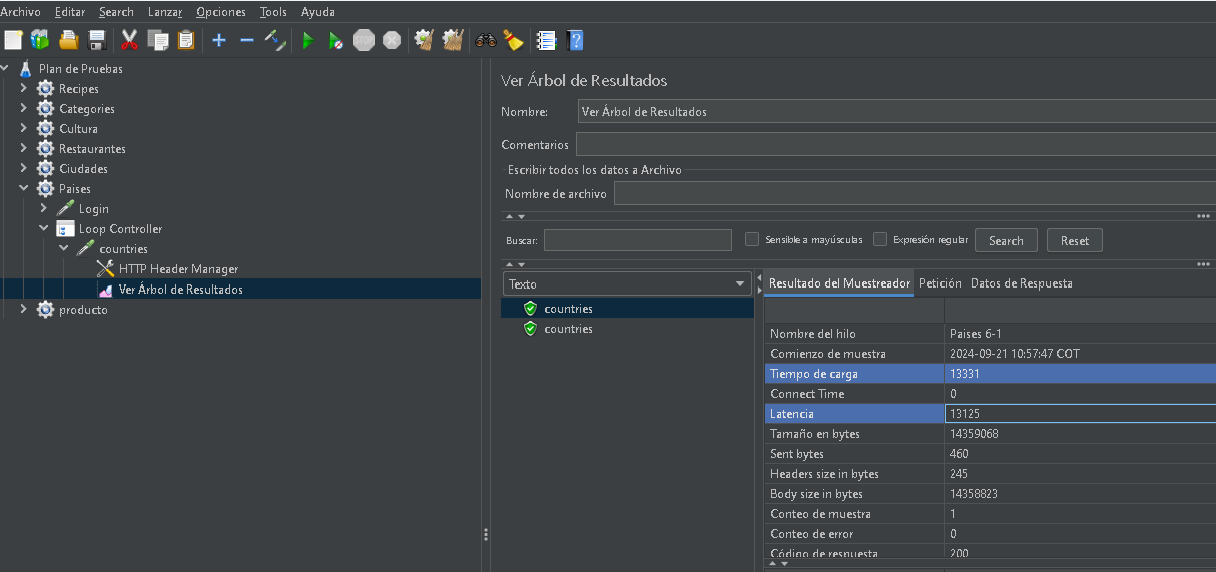 Archivo Editar Search Lanzar Opciones Tools Ayuda
Plan de Pruebas
Recipes
Categories
Cultura
Restaurantes
Ciudades
Paises
Login
Loop Controller
countries
HTTP Header Manager
Ver Árbol de Resultados
producto
Ver Árbol de Resultados
Nombre: Ver Árbol de Resultados
Comentarios
Escribir todos los datos a Archivo
Nombre de archivo
Buscar: Sensible a mayúsculas Expresión regular Search Reset
Texto
countries
countries
Resultado del Muestreador Petición Datos de Respuesta
Nombre del hilo Paises 6-1
Comienzo de muestra 2024-09-21 10:57:47 COT
Tiempo de carga 13331
Connect Time 0
Latencia 13125
Tamaño en bytes 14359068
Sent bytes 460
Headers size in bytes 245
Body size in bytes 14358823
Conteo de muestra 1
Conteo de error 0
Código de respuesta 200